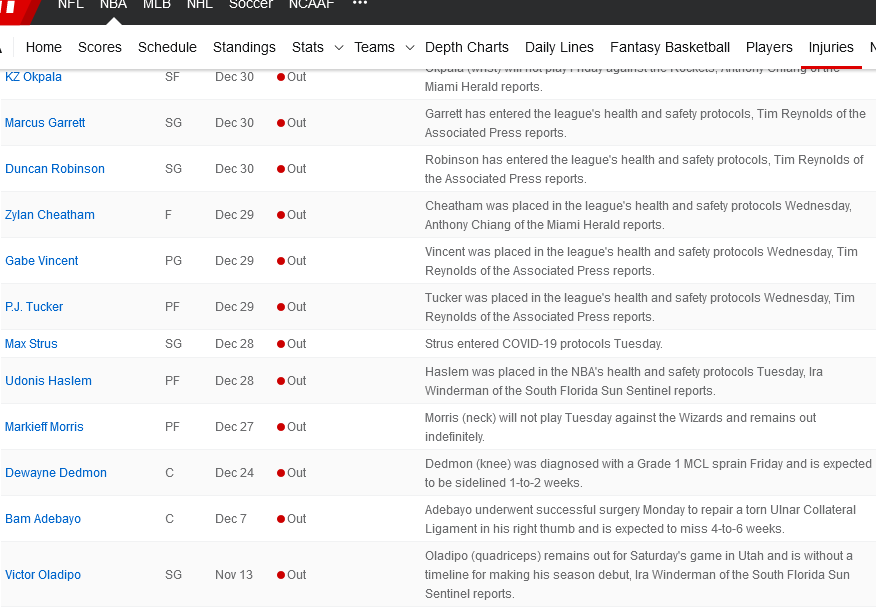 NFL NBA MLB NHL Soccer NCAAF •••
Home Scores Schedule Standings Stats Teams Depth Charts Daily Lines Fantasy Basketball Players Injuries
KZ Okpala SF Dec 30 Out Okpala (wrist) will not play Friday against the Rockets, Anthony Chiang of the
Miami Herald reports.
Marcus Garrett SG Dec 30 Out Garrett has entered the league's health and safety protocols, Tim Reynolds of the
Associated Press reports.
Duncan Robinson SG Dec 30 Out Robinson has entered the league's health and safety protocols, Tim Reynolds of
the Associated Press reports.
Zylan Cheatham F Dec 29 Out Cheatham was placed in the league's health and safety protocols Wednesday,
Anthony Chiang of the Miami Herald reports.
Gabe Vincent PG Dec 29 Out Vincent was placed in the league's health and safety protocols Wednesday, Tim
Reynolds of the Associated Press reports.
P.J. Tucker PF Dec 29 Out Tucker was placed in the league's health and safety protocols Wednesday, Tim
Reynolds of the Associated Press reports.
Max Strus SG Dec 28 Out Strus entered COVID-19 protocols Tuesday.
Udonis Haslem PF Dec 28 Out Haslem was placed in the NBA's health and safety protocols Tuesday, Ira
Winderman of the South Florida Sun Sentinel reports.
Markieff Morris PF Dec 27 Out Morris (neck) will not play Tuesday against the Wizards and remains out
indefinitely.
Dewayne Dedmon C Dec 24 Out Dedmon (knee) was diagnosed with a Grade 1 MCL sprain Friday and is expected
to be sidelined 1-to-2 weeks.
Bam Adebayo C Dec 7 Out Adebayo underwent successful surgery Monday to repair a torn Ulnar Collateral
Ligament in his right thumb and is expected to miss 4-to-6 weeks.
Victor Oladipo SG Nov 13 Out Oladipo (quadriceps) remains out for Saturday's game in Utah and is without a
timeline for making his season debut, Ira Winderman of the South Florida Sun
Sentinel reports.